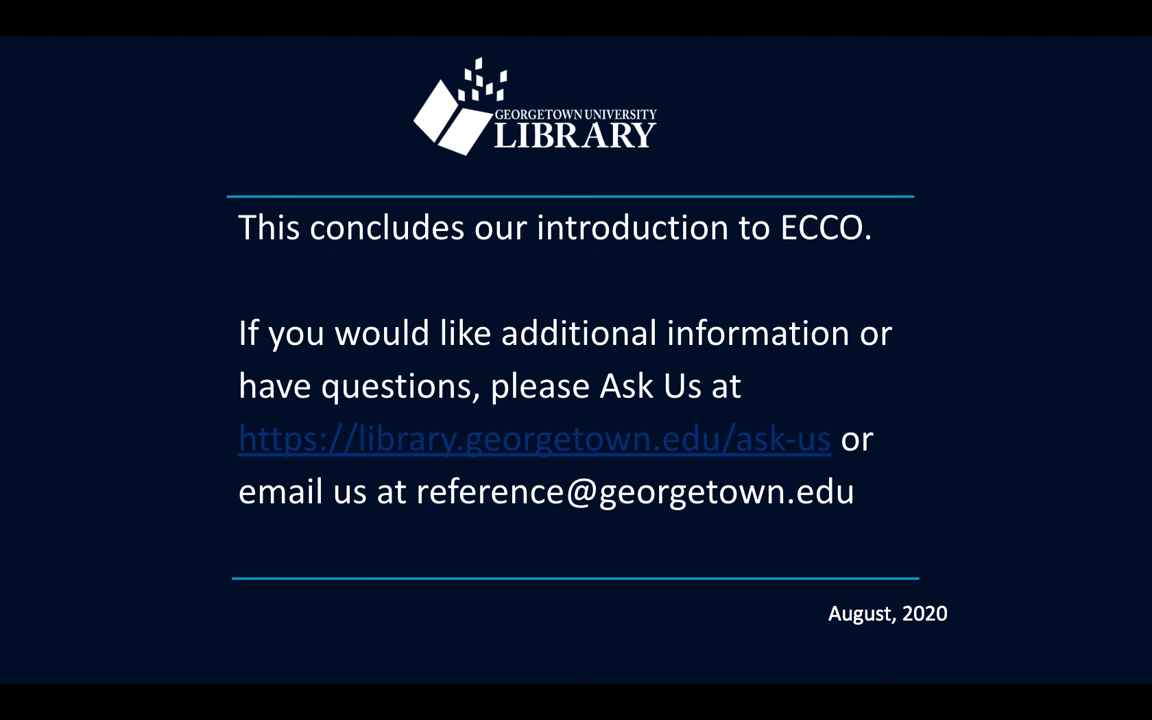 GEORGETOWN UNIVERSITY
LIBRARY
This concludes our introduction to ECCO.
If you would like additional information or
have questions, please Ask Us at
https://library.georgetown.edu/ask-us or
email us at reference@georgetown.edu
August, 2020